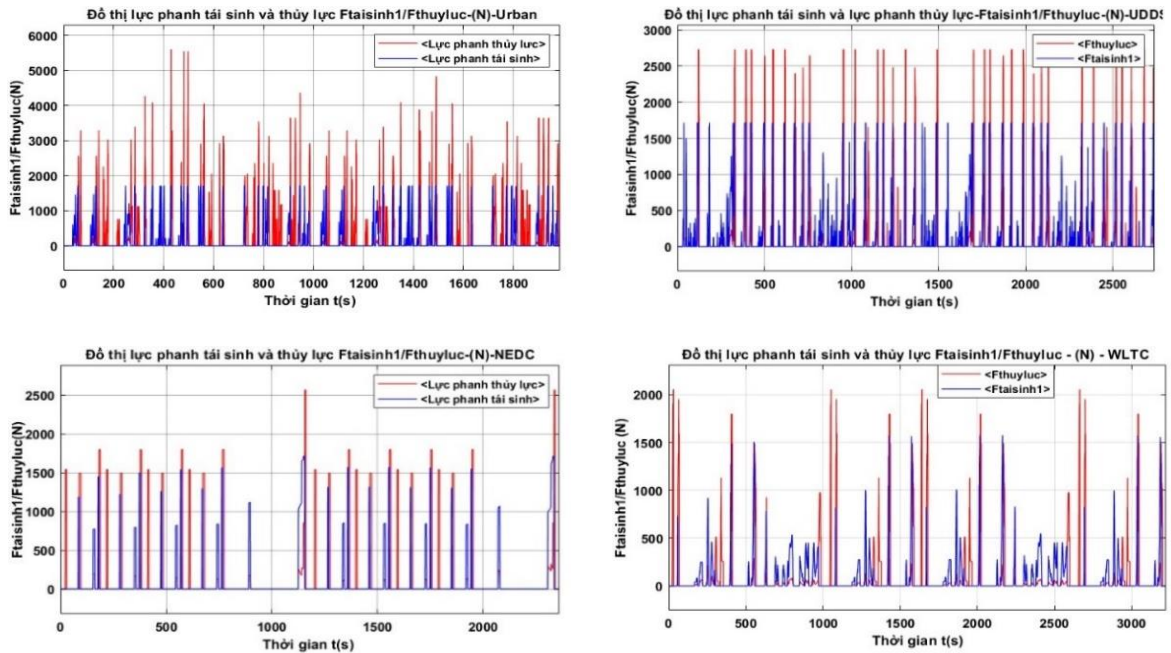 Đồ thị lực phanh tái sinh và thủy lực Ftaisinh1/Fthuyluc-(N)-Urban
Ftaisinh1/Fthuyluc(N)
6000
5000
4000
3000
2000
1000
0
<Lực phanh thủy lưc>
<Lực phanh tái sinh>
0 200 400 600 800 1000 1200 1400 1600 1800
Thời gian t(s)
Đồ thị lực phanh tái sinh và thủy lực-Ftaisinh1/Fthuyluc-(N)-UDDS
Ftaisinh1/Fthuyluc-(N)
3000
2500
2000
1500
1000
500
0
<Fthuyluc>
<Ftaisinh1>
0 500 1000 1500 2000 2500
Thời gian t(s)
Đồ thị lực phanh tái sinh và thủy lực Ftaisinh1/Fthuyluc-(N)-NEDC
Ftaisinh1/Fthuyluc(N)
2500
2000
1500
1000
500
0
<Lực phanh thủy lực>
<Lực phanh tái sinh>
0 500 1000 1500 2000
Thời gian t(s)
Đồ thị lực phanh tái sinh và thủy lực Ftaisinh1/Fthuyluc - (N) - WLTC
Ftaisinh1/Fthuyluc (N)
2000
1500
1000
500
0
<Fthuyluc>
<Ftaisinh1>
0 500 1000 1500 2000 2500 3000
Thời gian t(s)